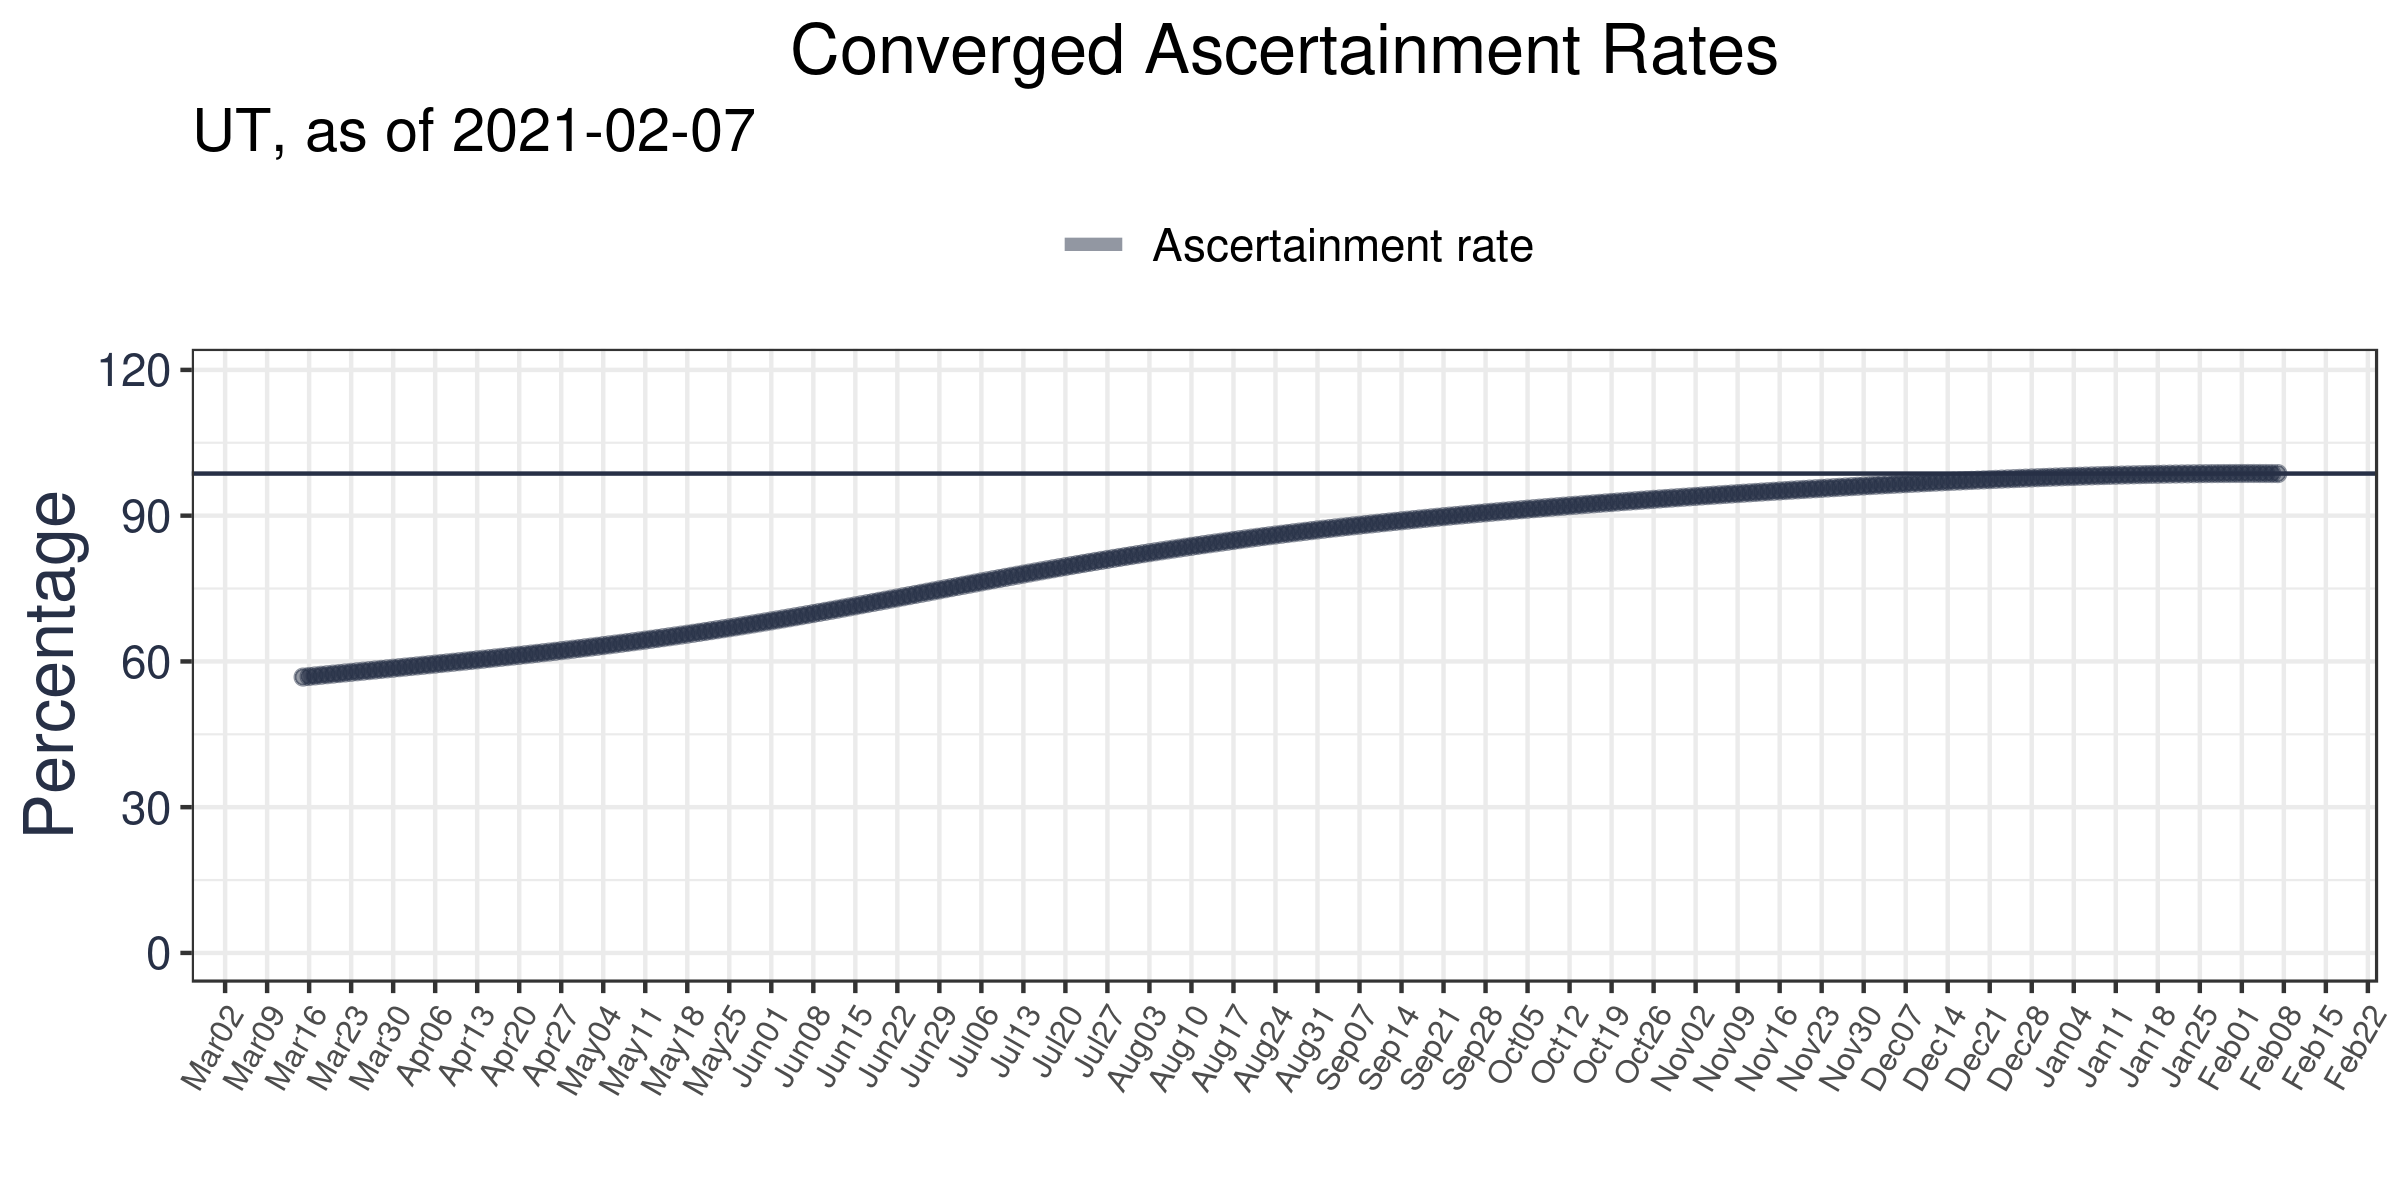 Converged Ascertainment Rates
UT, as of 2021-02-07
Ascertainment rate
Percentage
120
90
60
30
0
Mar02
Mar09
Mar16
Mar23
Mar30
Apr06
Apr13
Apr20
Apr27
May04
May11
May18
May25
Jun01
Jun08
Jun15
Jun22
Jun29
Jul06
Jul13
Jul20
Jul27
Aug03
Aug10
Aug17
Aug24
Aug31
Sep07
Sep14
Sep21
Sep28
Oct05
Oct12
Oct19
Oct26
Nov02
Nov09
Nov16
Nov23
Nov30
Dec07
Dec14
Dec21
Dec28
Jan04
Jan11
Jan18
Jan25
Feb01
Feb08
Feb15
Feb22